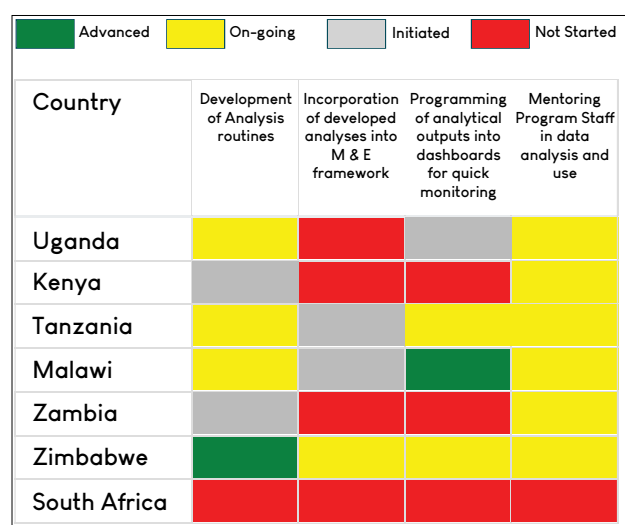 Advanced On-going Initiated Not Started
Country
Development
of Analysis
routines
Incorporation
of developed
analyses into
M & E
framework
Programming
of analytical
outputs into
dashboards
for quick
monitoring
Mentoring
Program Staff
in data
analysis and
use
Uganda
Kenya
Tanzania
Malawi
Zambia
Zimbabwe
South Africa